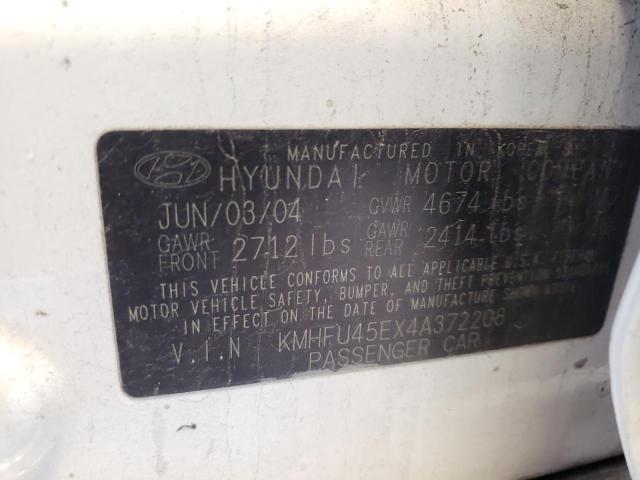 MANUFACTURED IN KOREA BY
HYUNDAI MOTOR COMPANY
JUN/03/04 GVWR 4674 lbs
GAWR FRONT 2712 lbs GAWR REAR 2414 lbs
THIS VEHICLE CONFORMS TO ALL APPLICABLE U.S.A. FEDERAL
MOTOR VEHICLE SAFETY, BUMPER, AND THEFT PREVENTION STANDARDS
IN EFFECT ON THE DATE OF MANUFACTURE SHOWN ABOVE.
V.I.N KMHFU45EX4A372208
PASSENGER CAR